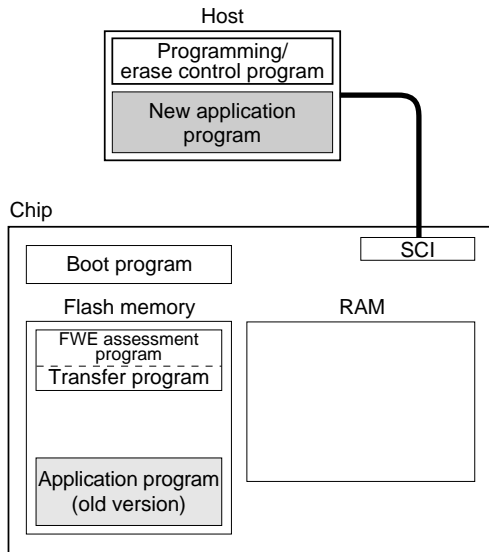 Host
Programming/
erase control program
New application
program
Chip
SCI
Boot program
Flash memory
RAM
FWE assessment
program
Transfer program
Application program
(old version)